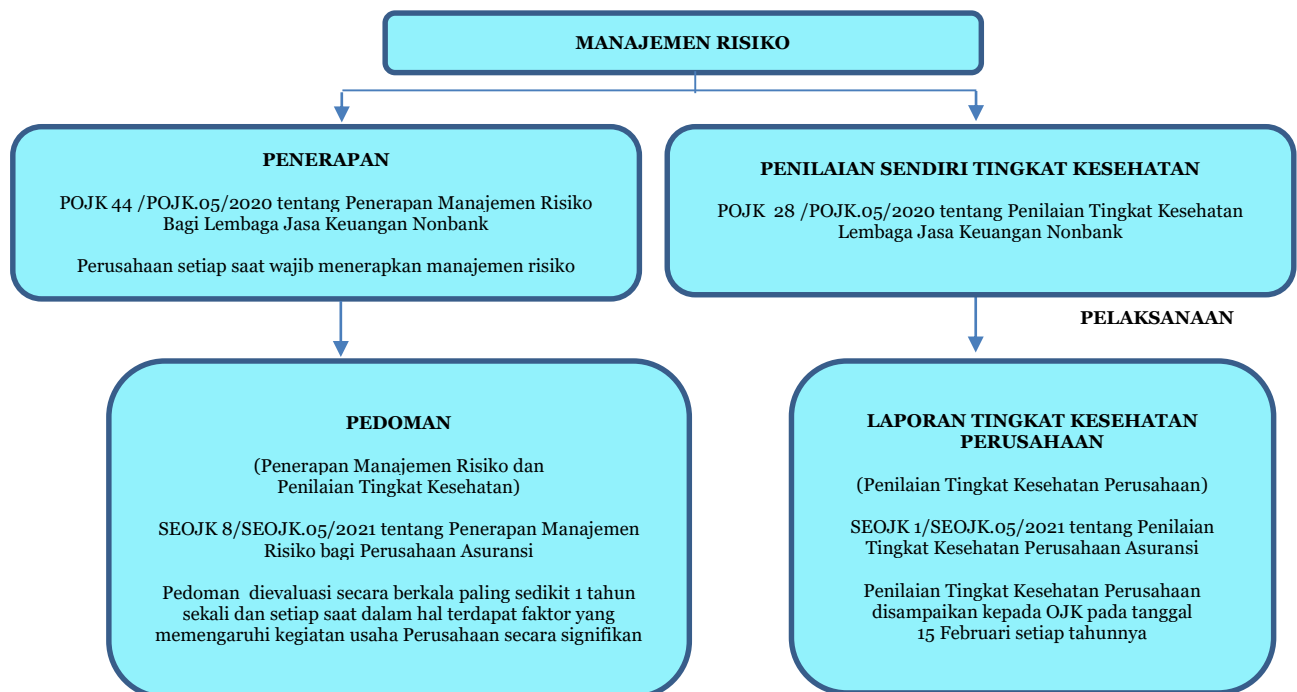 MANAJEMEN RISIKO
PENERAPAN
POJK 44 /POJK.05/2020 tentang Penerapan Manajemen Risiko
Bagi Lembaga Jasa Keuangan Nonbank
Perusahaan setiap saat wajib menerapkan manajemen risiko
PENILAIAN SENDIRI TINGKAT KESEHATAN
POJK 28 /POJK.05/2020 tentang Penilaian Tingkat Kesehatan
Lembaga Jasa Keuangan Nonbank
PELAKSANAAN
PEDOMAN
(Penerapan Manajemen Risiko dan
Penilaian Tingkat Kesehatan)
SEOJK 8/SEOJK.05/2021 tentang Penerapan Manajemen
Risiko bagi Perusahaan Asuransi
Pedoman dievaluasi secara berkala paling sedikit 1 tahun
sekali dan setiap saat dalam hal terdapat faktor yang
memengaruhi kegiatan usaha Perusahaan secara signifikan
LAPORAN TINGKAT KESEHATAN
PERUSAHAAN
(Penilaian Tingkat Kesehatan Perusahaan)
SEOJK 1/SEOJK.05/2021 tentang Penilaian
Tingkat Kesehatan Perusahaan Asuransi
Penilaian Tingkat Kesehatan Perusahaan
disampaikan kepada OJK pada tanggal
15 Februari setiap tahunnya